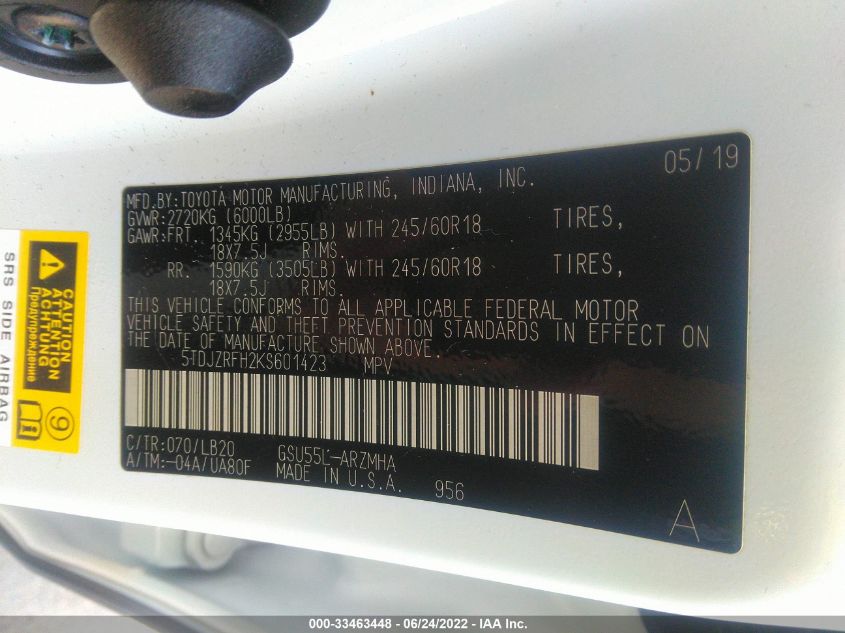 05/19
MFD.BY:TOYOTA MOTOR MANUFACTURING, INDIANA, INC.
GVWR:2720KG (6000LB)
GAWR:FRT. 1345KG (2955LB) WITH 245/60R18 TIRES,
18X7.5J RIMS.
RR. 1590KG (3505LB) WITH 245/60R18 TIRES,
18X7.5J RIMS.
THIS VEHICLE CONFORMS TO ALL APPLICABLE FEDERAL MOTOR
VEHICLE SAFETY AND THEFT PREVENTION STANDARDS IN EFFECT ON
THE DATE OF MANUFACTURE SHOWN ABOVE.
5TDJZRFH2KS601423 MPV
C/TR:070/LB20 GSU55L-ARZMHA
A/TM:-04A/UA80F MADE IN U.S.A. 956
A
SRS SIDE AIRBAG
CAUTION
ATTENTION
ACHTUNG
Предупреждение
9
000-33463448 - 06/24/2022 - IAA Inc.